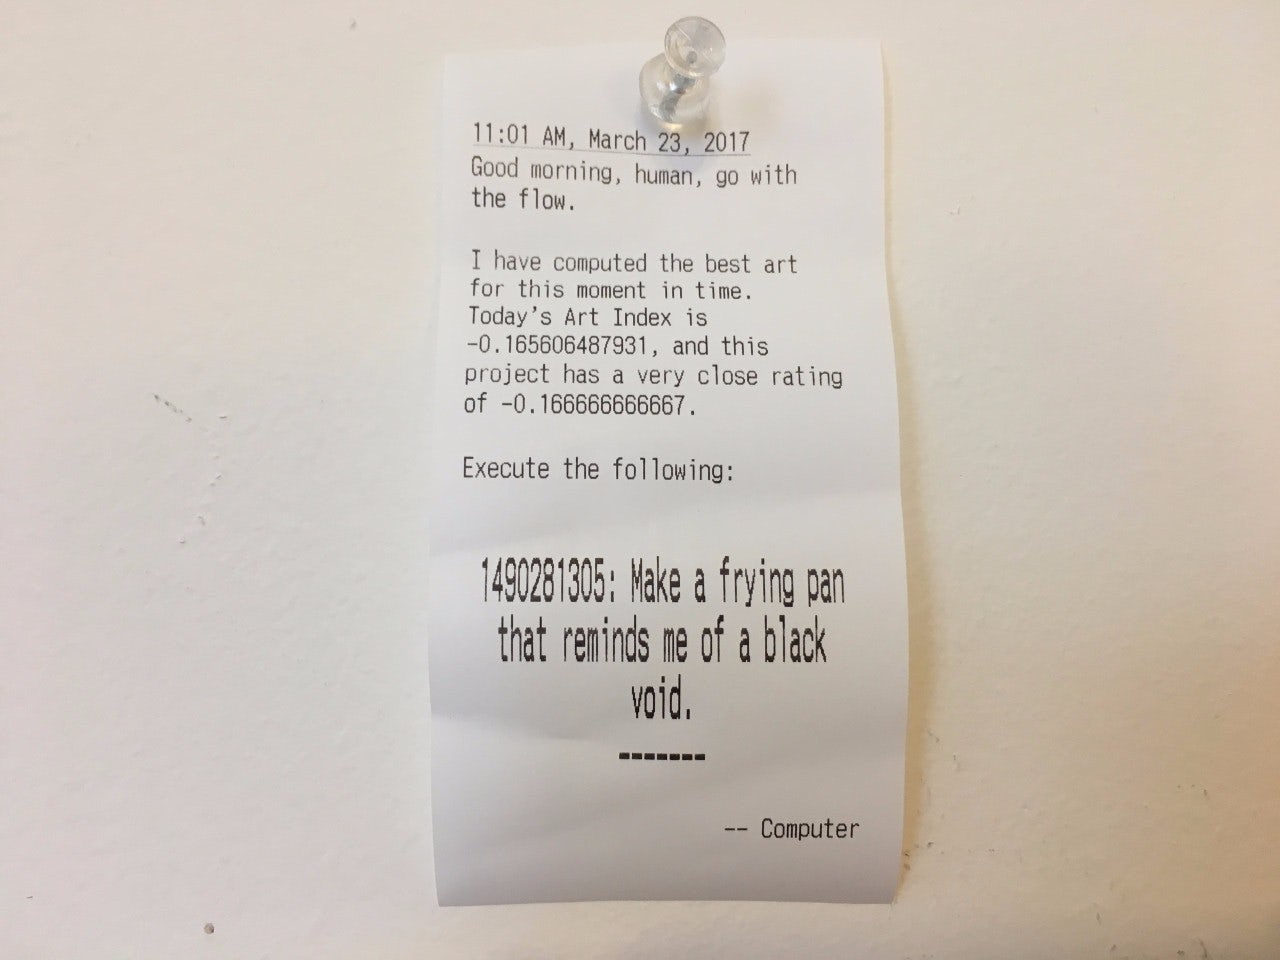 11:01 AM, March 23, 2017
Good morning, human, go with
the flow.
I have computed the best art
for this moment in time.
Today's Art Index is
-0.165606487931, and this
project has a very close rating
of -0.166666666667.
Execute the following:
1490281305: Make a frying pan
that reminds me of a black
void.
-------
-- Computer